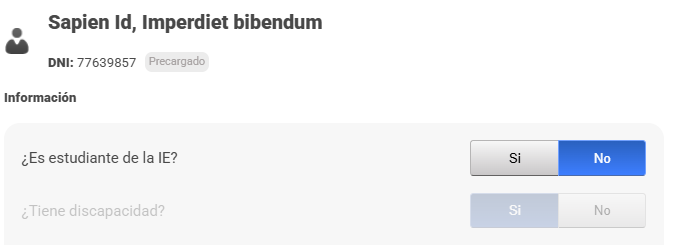 Sapien Id, Imperdiet bibendum
DNI: 77639857 Precargado
Información
¿Es estudiante de la IE? Si No
¿Tiene discapacidad? Si No